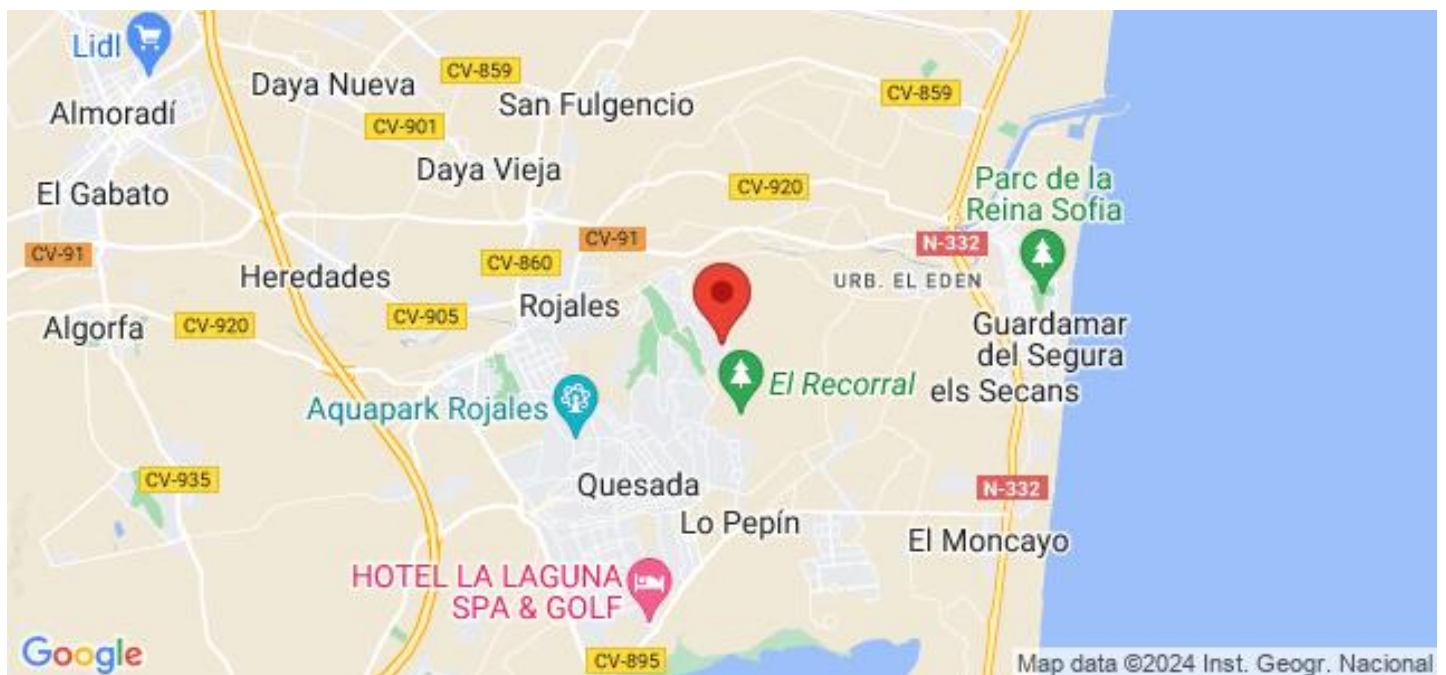 Lidl
Daya Nueva
CV-859
San Fulgencio
CV-859
Almoradí
CV-901
Daya Vieja
CV-920
Parc de la
Reina Sofia
El Gabato
CV-91
CV-91
N-332
Heredades
CV-860
URB. EL EDEN
Rojales
Algorfa
CV-920
CV-905
Guardamar
del Segura
El Recorral
els Secans
Aquapark Rojales
CV-935
Quesada
N-332
Lo Pepín
El Moncayo
HOTEL LA LAGUNA
SPA & GOLF
Google
CV-895
Map data ©2024 Inst. Geogr. Nacional